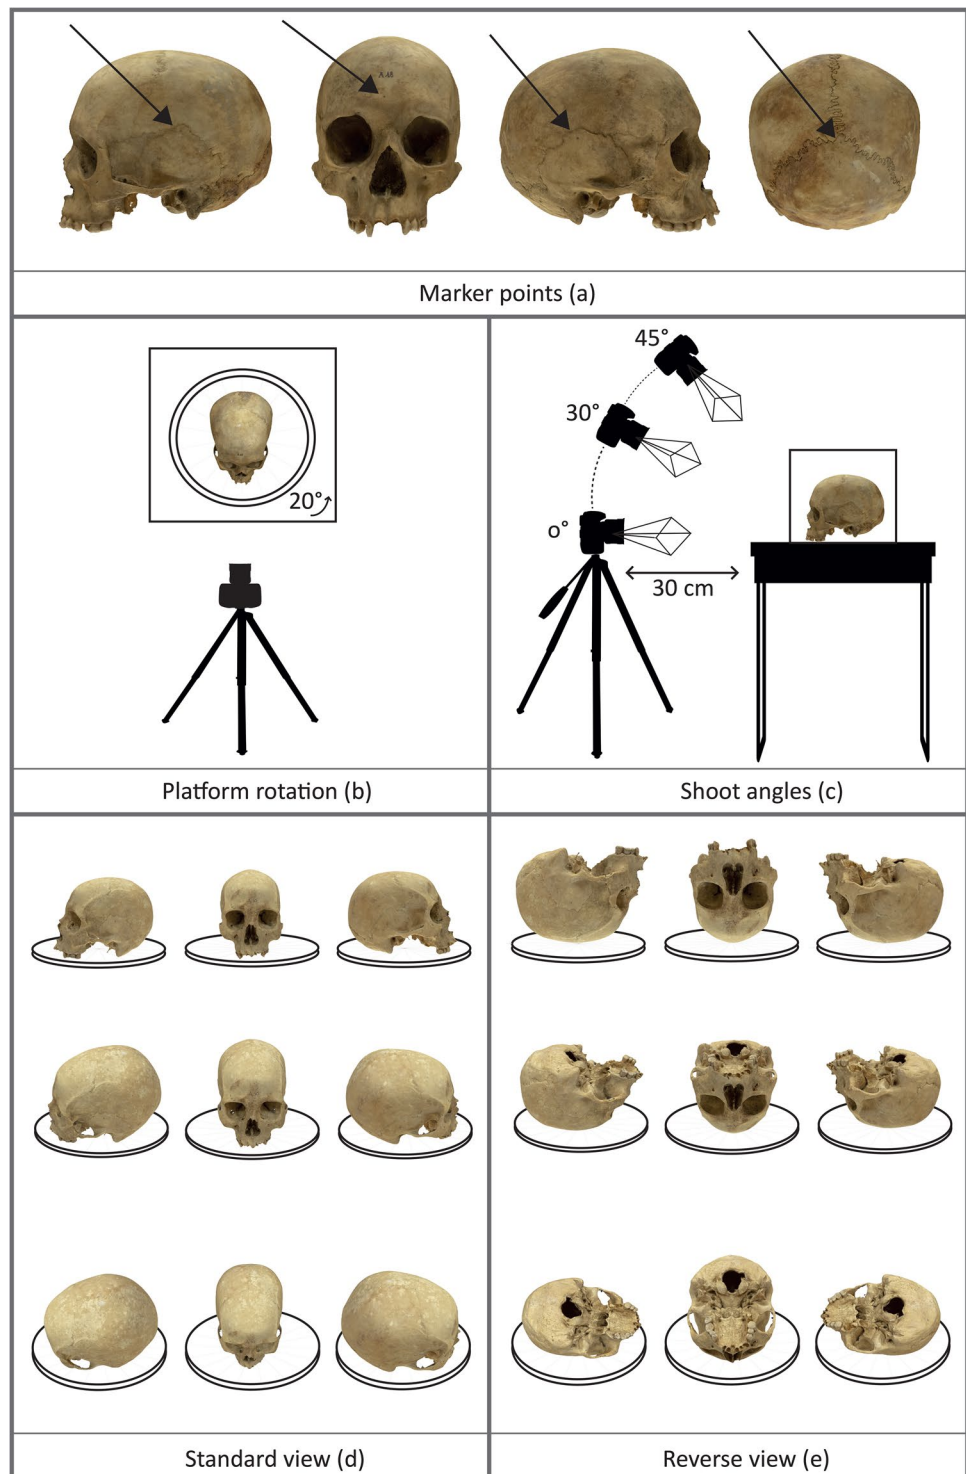 Marker points (a)
20°
Platform rotation (b)
45°
30°
o°
30 cm
Shoot angles (c)
Standard view (d)
Reverse view (e)